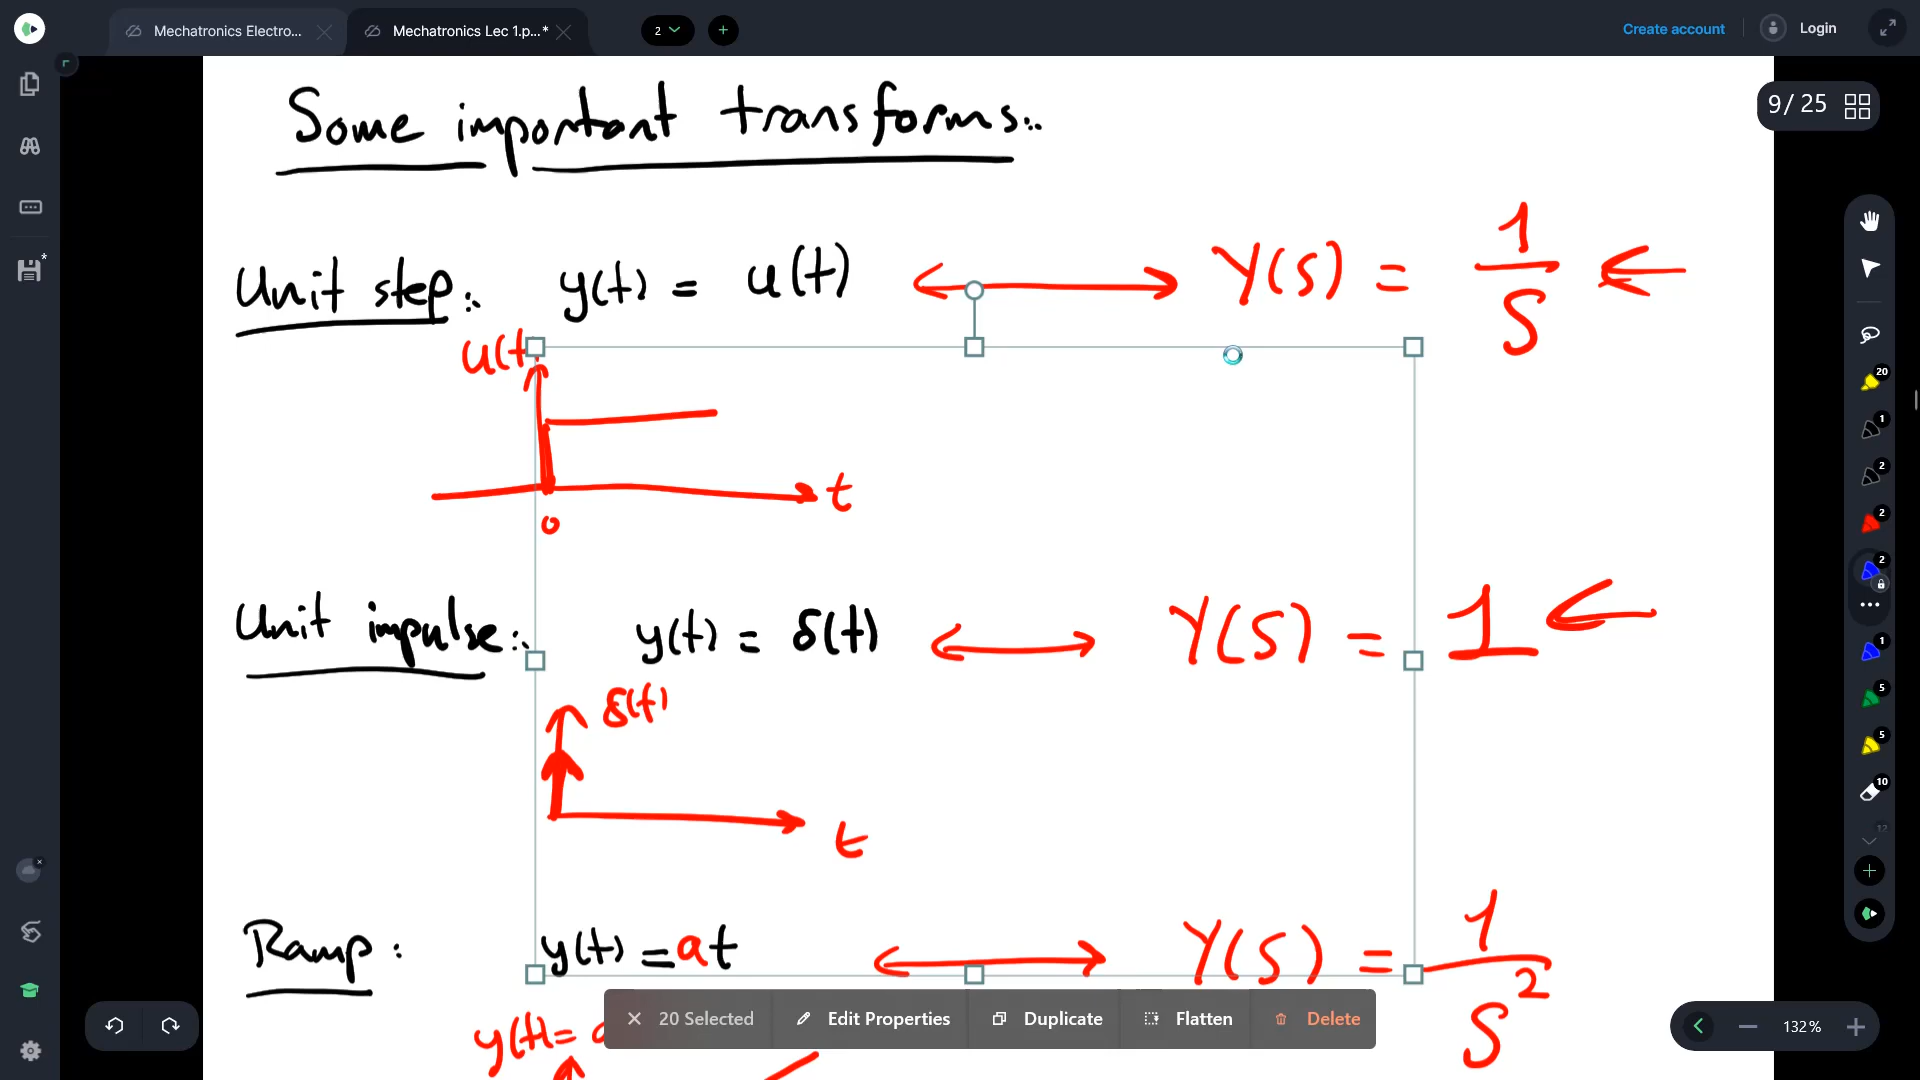 Mechatronics Electro...
Mechatronics Lec 1.p...*
2
Create account
Login
9/ 25
Some important transforms:.
Unit step:. y(t) = u(t) ↔ Y(S) = 1/S ←
u(t
t
0
Unit impulse:. y(t) = δ(t) ↔ Y(S) = 1 ←
δ(t)
t
Ramp: y(t) = at ↔ Y(S) = 1/S²
y(t)=
20 Selected
Edit Properties
Duplicate
Flatten
Delete
132%
20
1
2
2
2
1
5
5
10
12